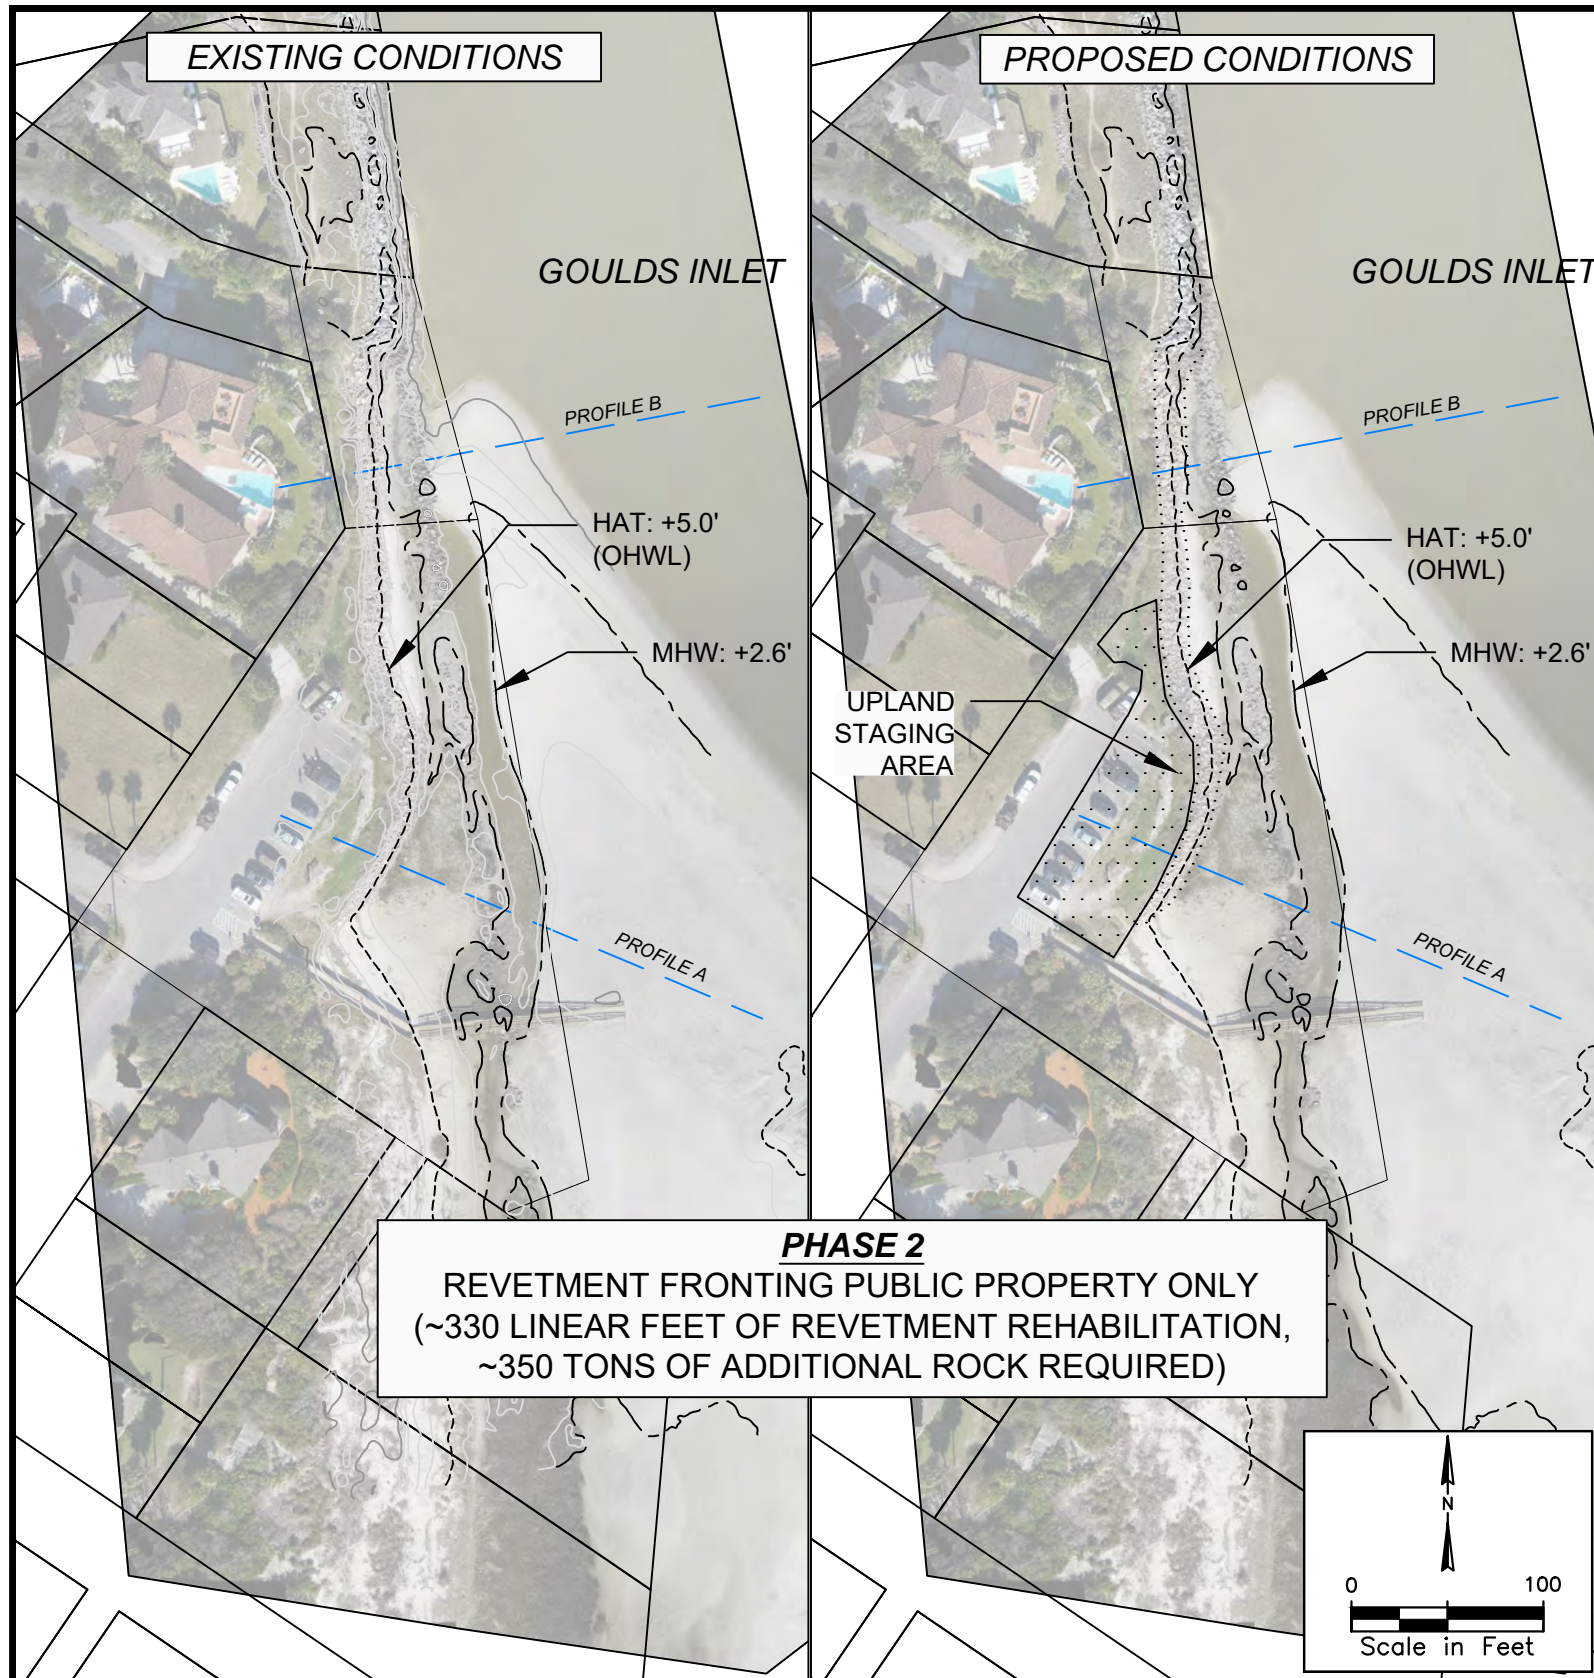 EXISTING CONDITIONS
GOULDS INLET
PROFILE B
HAT: +5.0'
(OHWL)
MHW: +2.6'
PROFILE A
PROPOSED CONDITIONS
GOULDS INLET
PROFILE B
HAT: +5.0'
(OHWL)
MHW: +2.6'
UPLAND
STAGING
AREA
PROFILE A
PHASE 2
REVETMENT FRONTING PUBLIC PROPERTY ONLY
(~330 LINEAR FEET OF REVETMENT REHABILITATION,
~350 TONS OF ADDITIONAL ROCK REQUIRED)
N
0 100
Scale in Feet